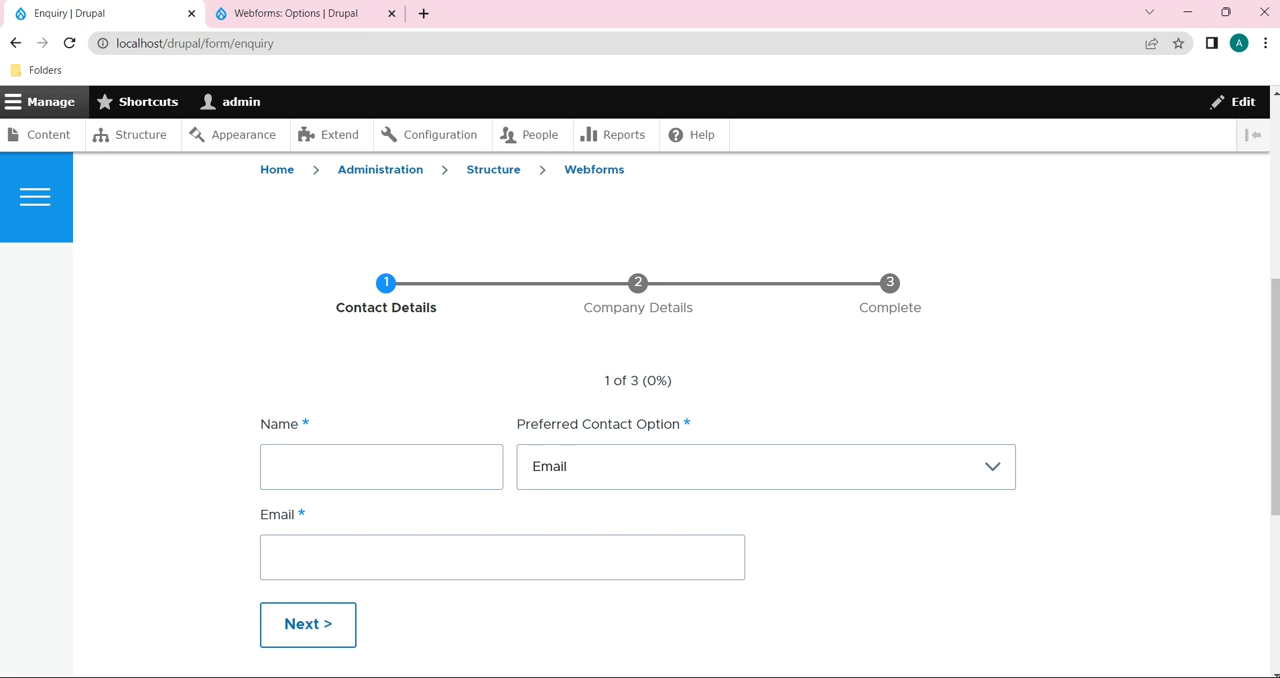 Enquiry | Drupal
Webforms: Options | Drupal
localhost/drupal/form/enquiry
A
Folders
Manage Shortcuts admin Edit
Content Structure Appearance Extend Configuration People Reports Help
Home > Administration > Structure > Webforms
1 2 3
Contact Details Company Details Complete
1 of 3 (0%)
Name * Preferred Contact Option *
Email
Email *
Next >